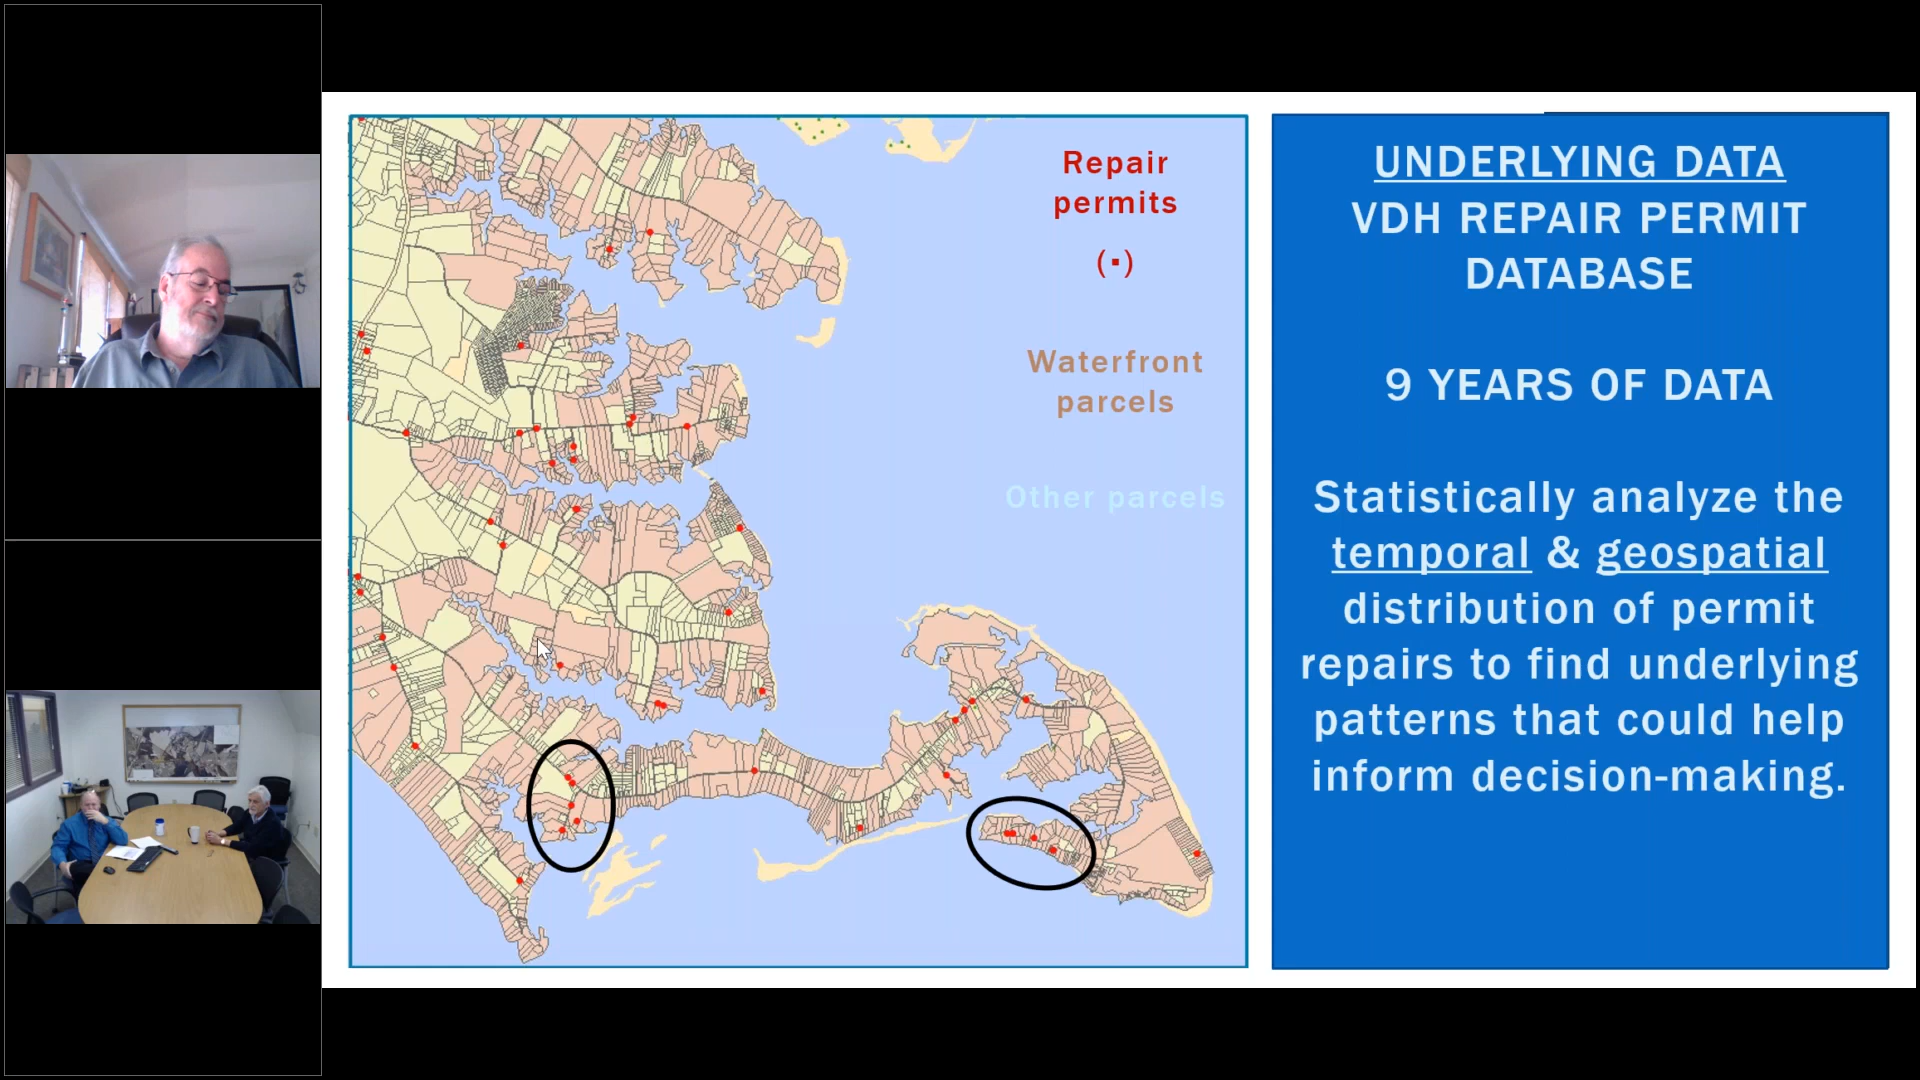 Repair
permits
(▪)
Waterfront
parcels
Other parcels
UNDERLYING DATA
VDH REPAIR PERMIT
DATABASE
9 YEARS OF DATA
Statistically analyze the
temporal & geospatial
distribution of permit
repairs to find underlying
patterns that could help
inform decision-making.